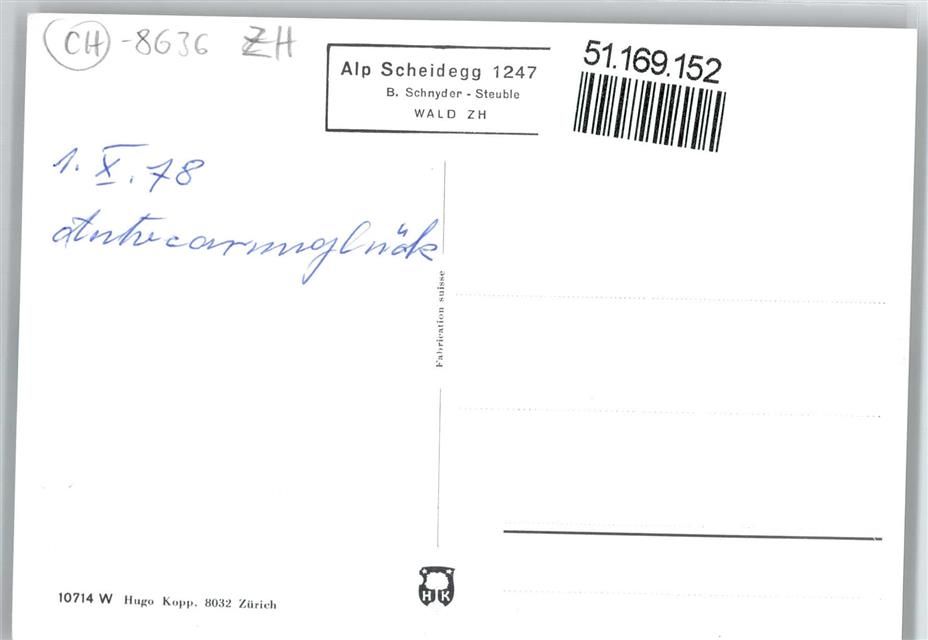 CH -8636 ZH
Alp Scheidegg 1247
B. Schnyder - Steuble
WALD ZH
51.169.152
1. X. 78
Fabrication suisse
10714 W Hugo Kopp. 8032 Zürich
H K